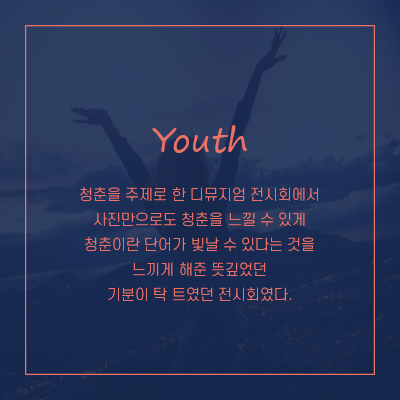 Youth
청춘을 주제로 한 디뮤지엄 전시회에서
사진만으로도 청춘을 느낄 수 있게
청춘이란 단어가 빛날 수 있다는 것을
느끼게 해준 뜻깊었던
기분이 탁 트였던 전시회였다.